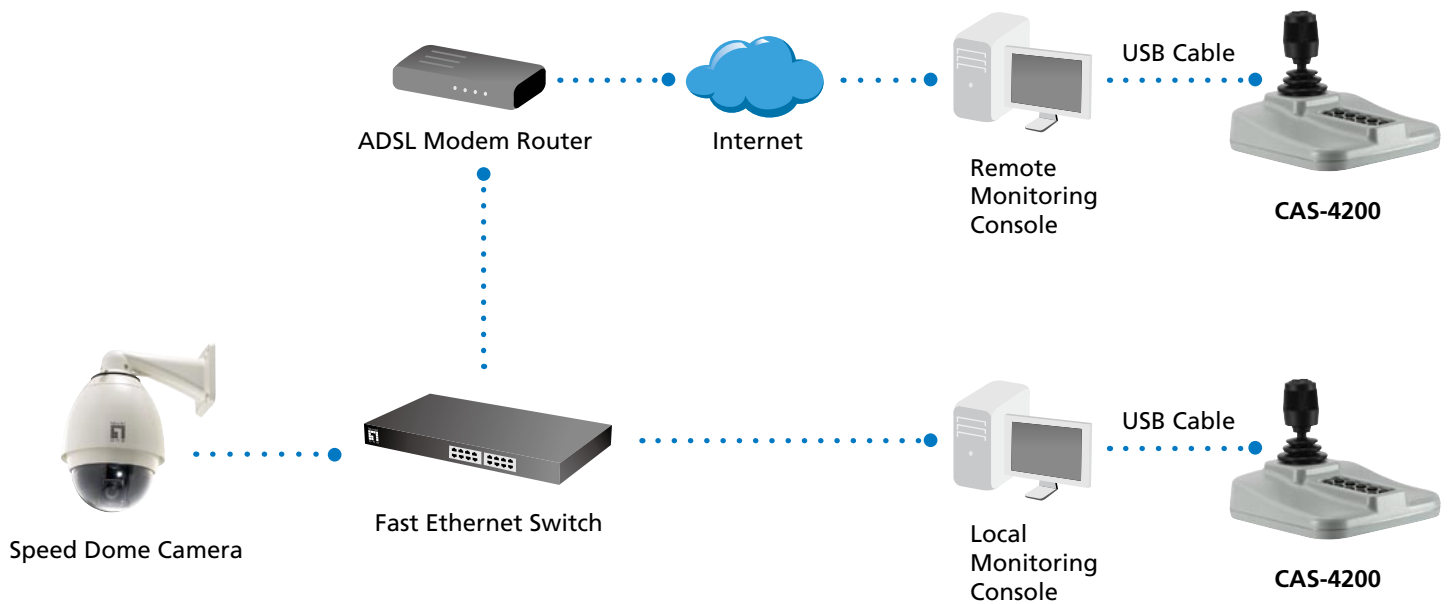 USB Cable
ADSL Modem Router
Internet
Remote
Monitoring
Console
CAS-4200
USB Cable
Fast Ethernet Switch
Speed Dome Camera
Local
Monitoring
Console
CAS-4200